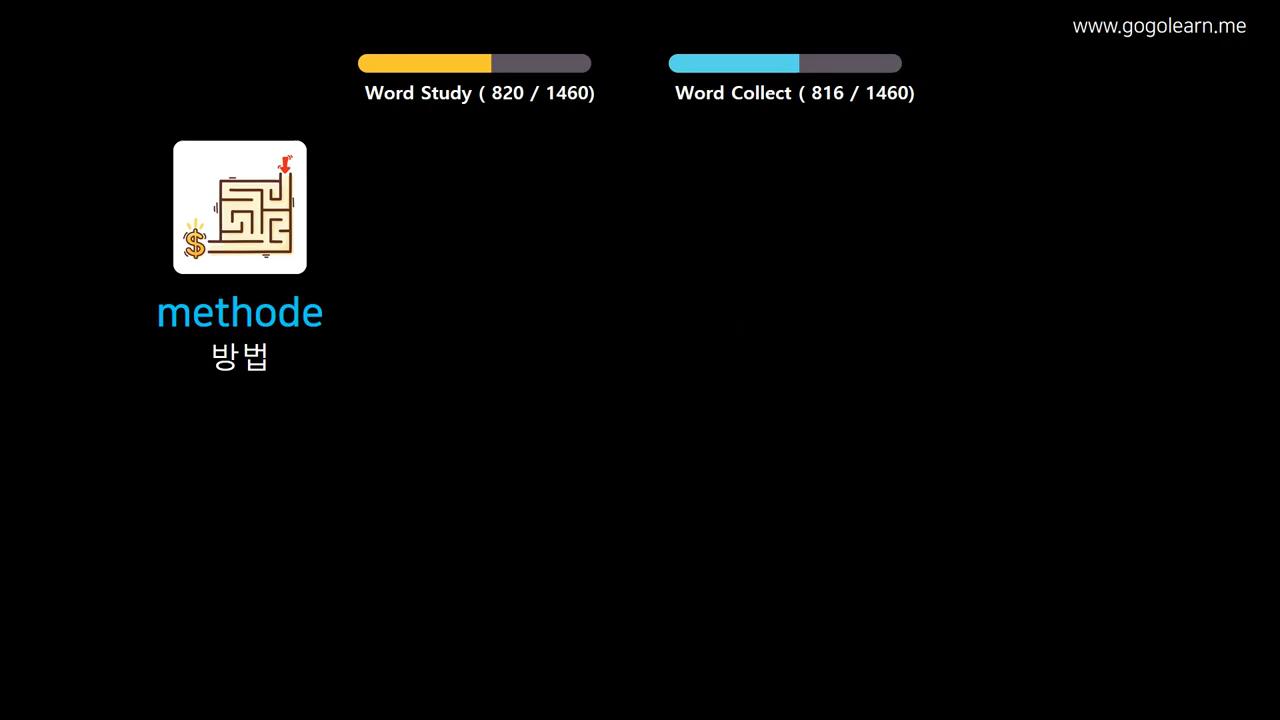 www.gogolearn.me
Word Study ( 820 / 1460)
Word Collect ( 816 / 1460)
$
methode
방법